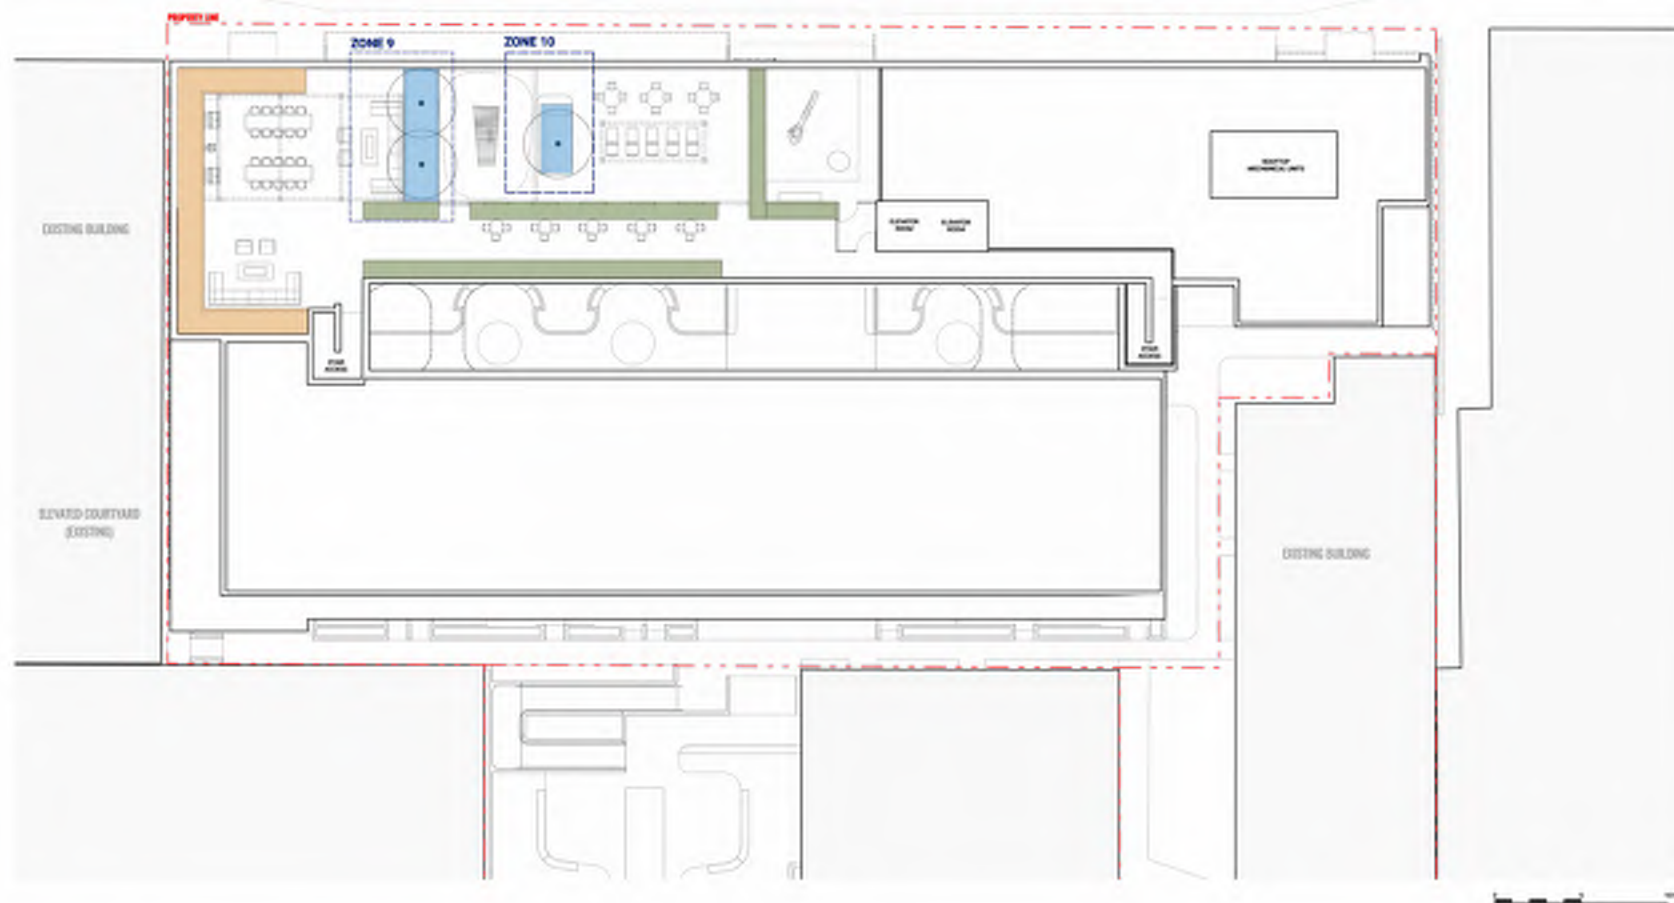 PROPERTY LINE
ZONE 9
ZONE 10
ROOFTOP
MECHANICAL UNITS
EXISTING BUILDING
ELEVATOR
ROOM
ELEVATOR
ROOM
STAIR
ACCESS
STAIR
ACCESS
ELEVATED COURTYARD
(EXISTING)
EXISTING BUILDING